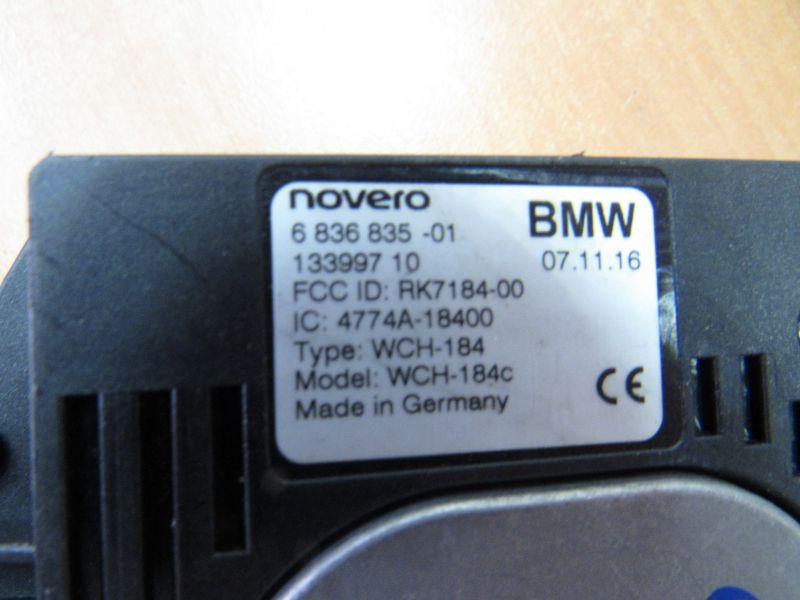 novero
BMW
6 836 835 -01
133997 10
07.11.16
FCC ID: RK7184-00
IC: 4774A-18400
Type: WCH-184
Model: WCH-184c
CE
Made in Germany